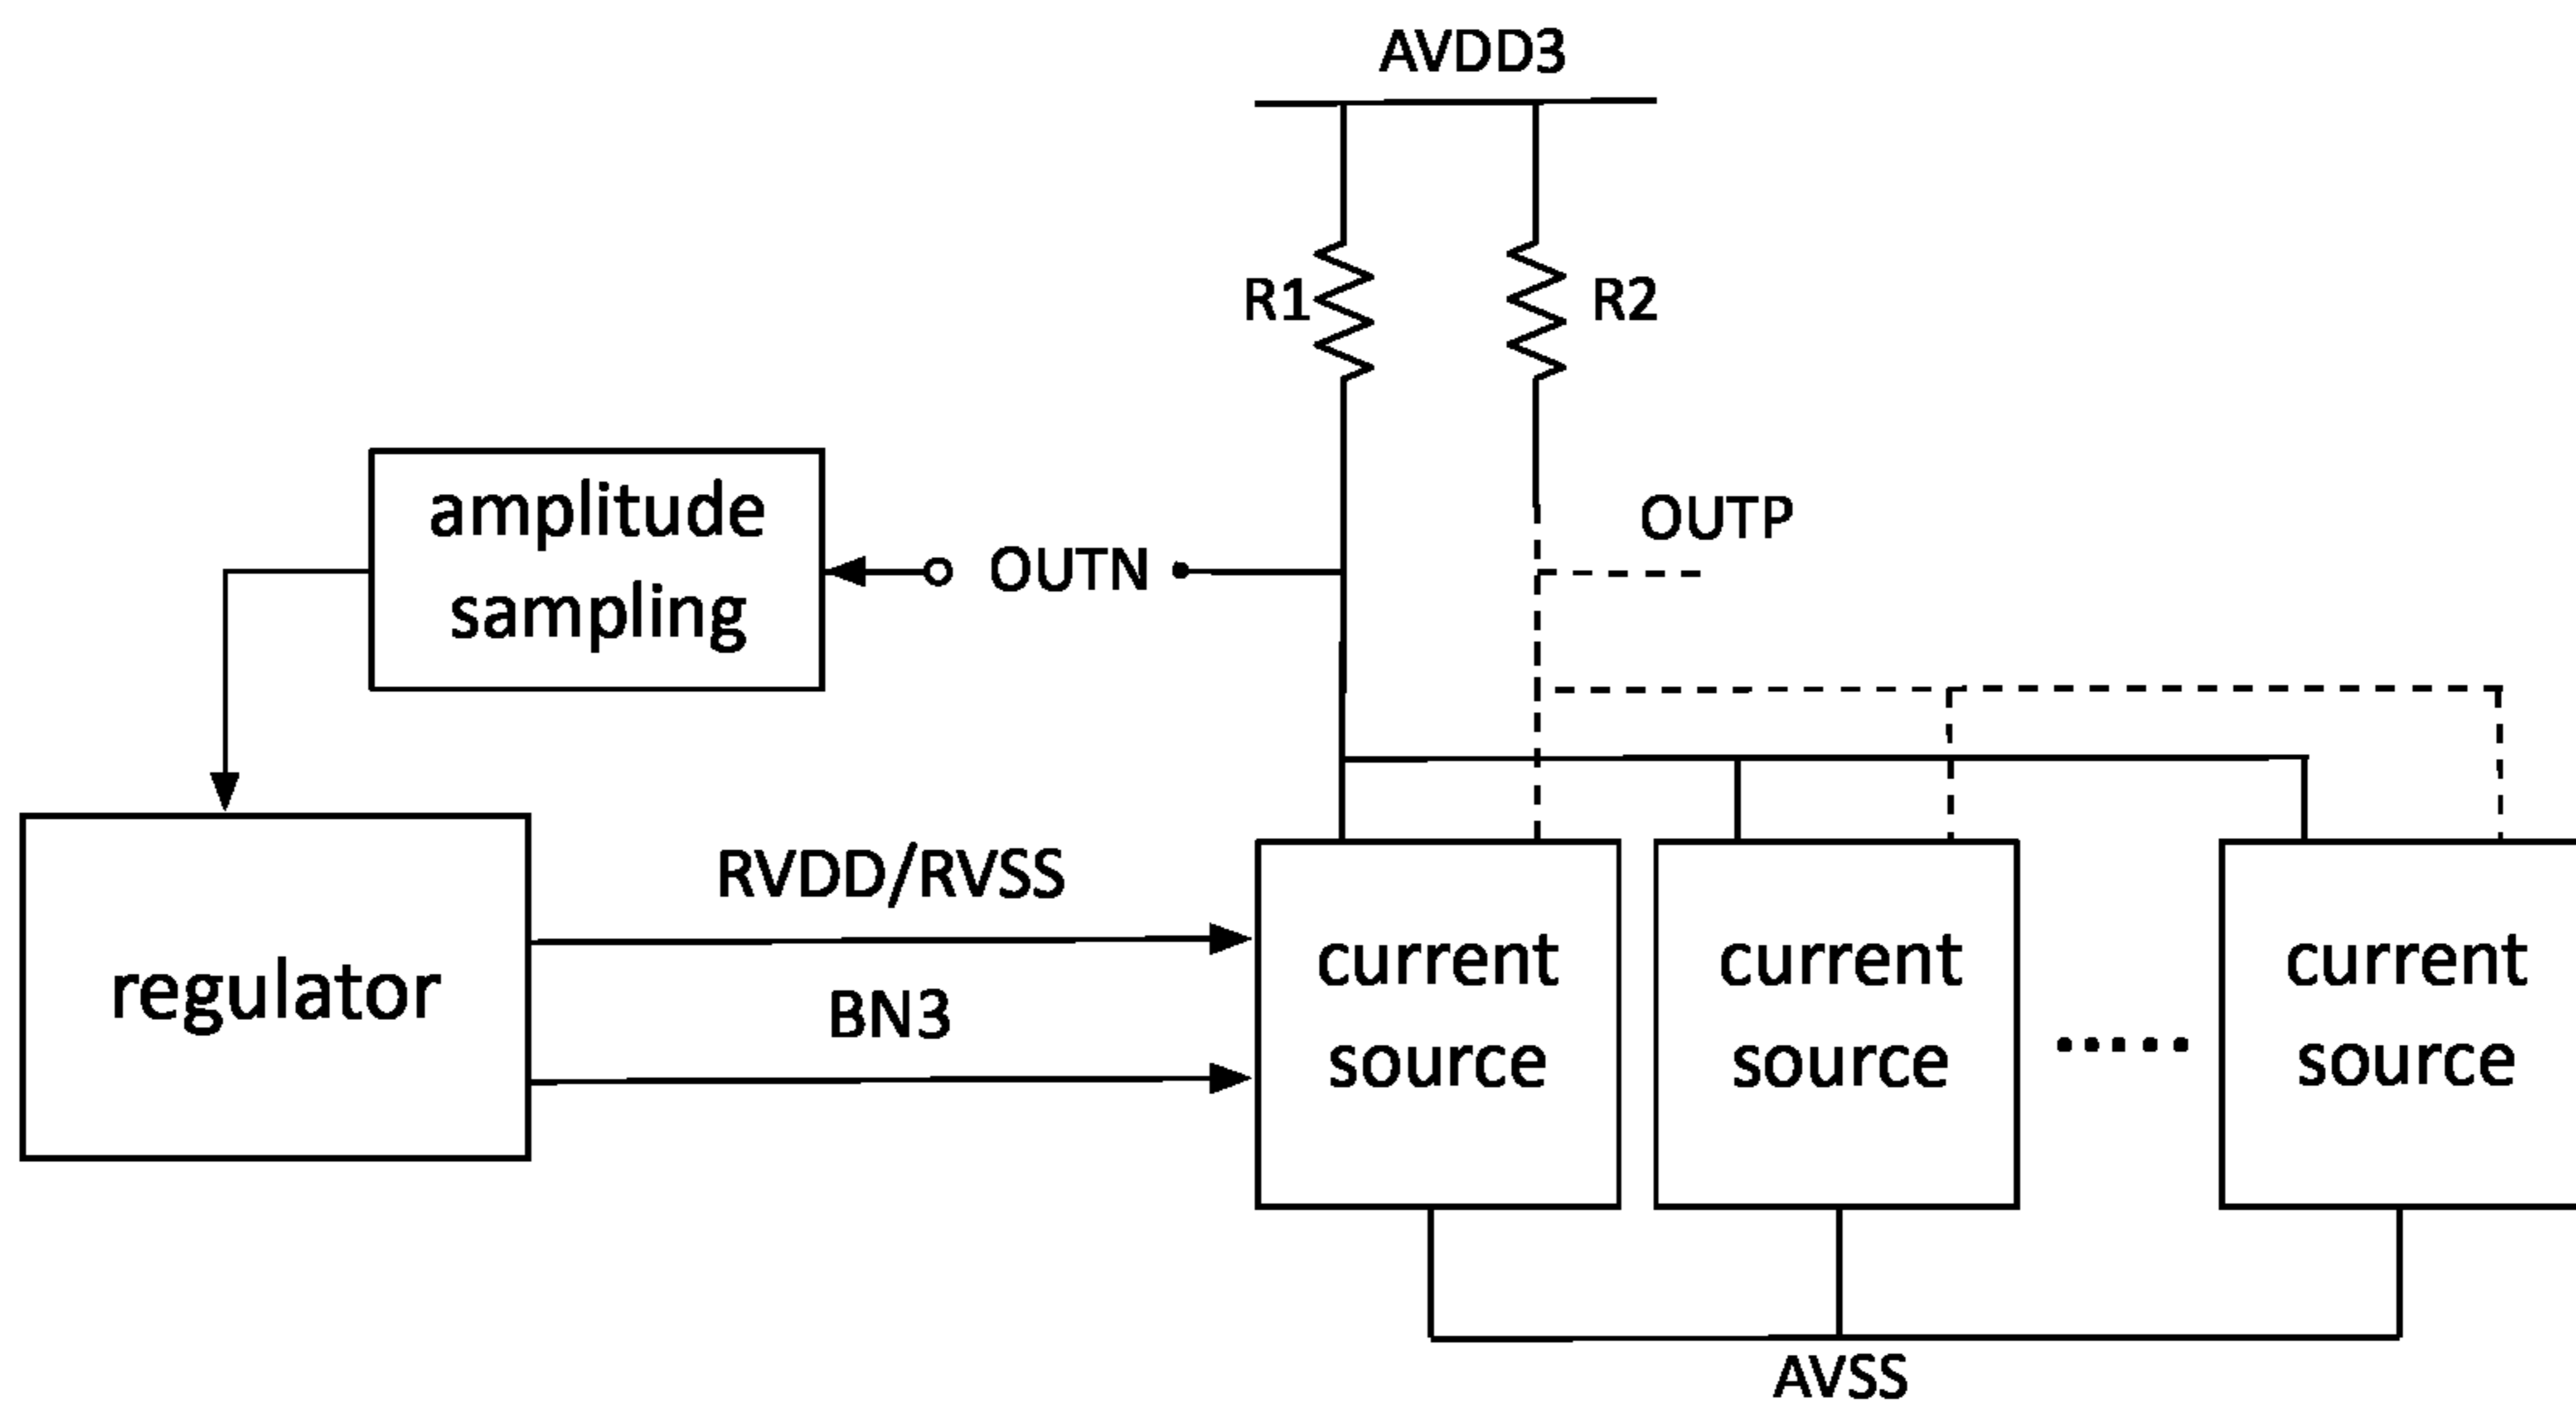 AVDD3
R1
R2
amplitude
sampling
OUTN
OUTP
RVDD/RVSS
BN3
regulator
current
source
current
source
current
source
AVSS